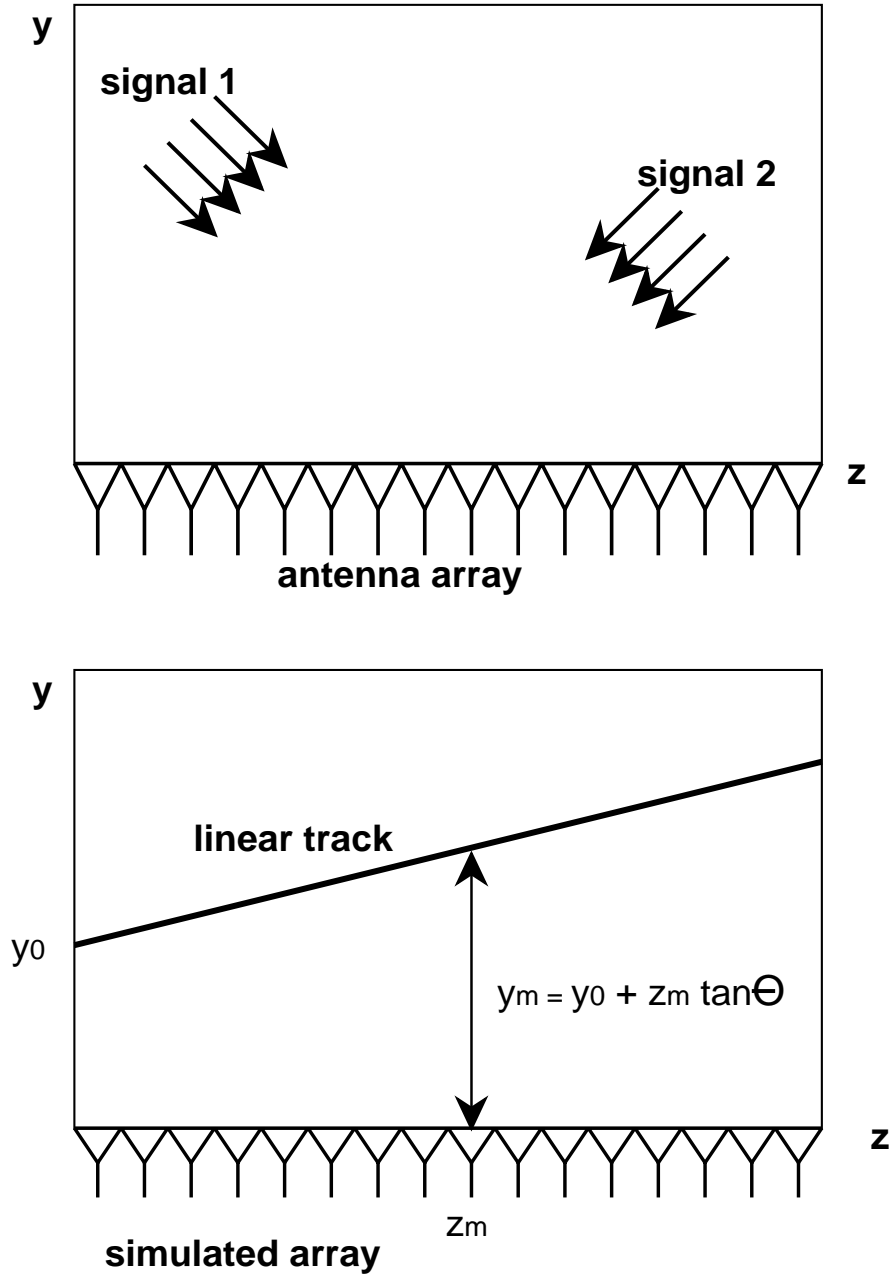 y
signal 1
signal 2
z
antenna array
y
linear track
y0
ym = y0 + zm tanΘ
z
zm
simulated array